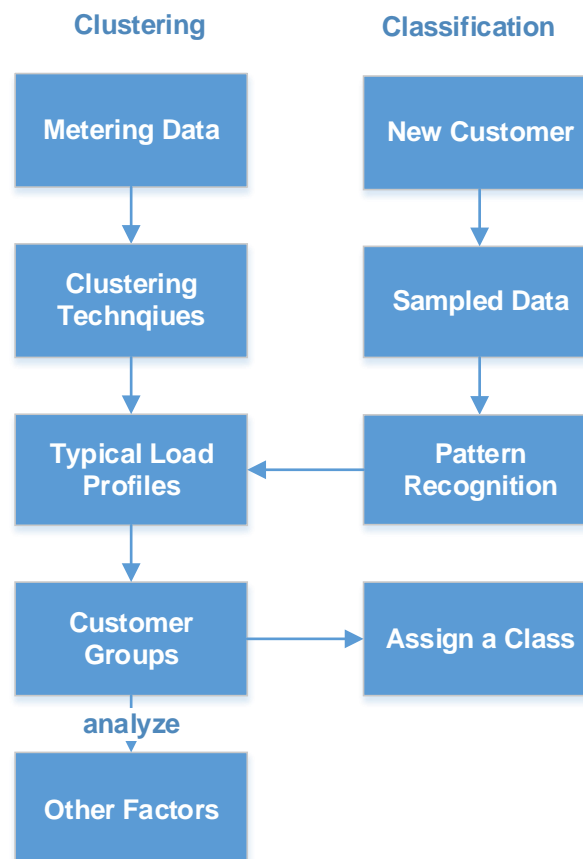 Clustering
Metering Data
Clustering
Technqiues
Typical Load
Profiles
Customer
Groups
analyze
Other Factors
Classification
New Customer
Sampled Data
Pattern
Recognition
Assign a Class